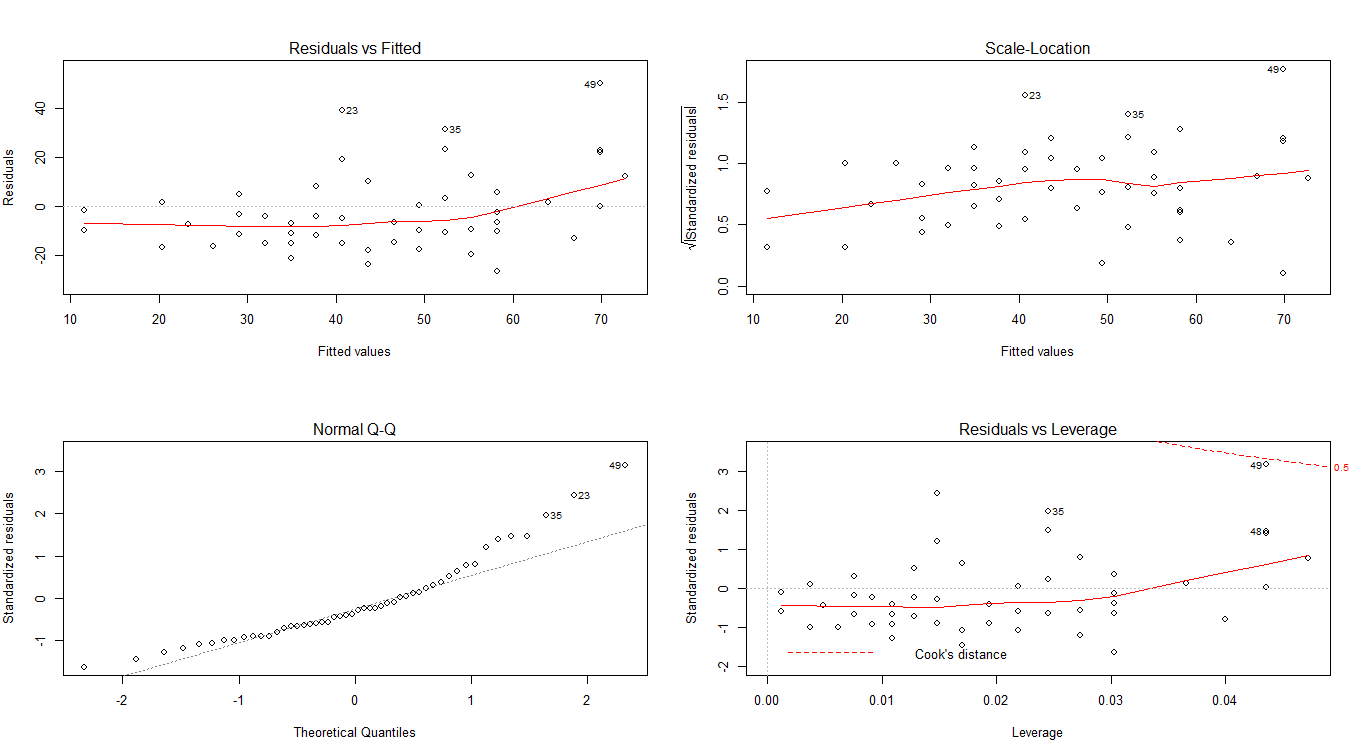 Residuals vs Fitted
Residuals
-20 0 20 40
49
23
35
10 20 30 40 50 60 70
Fitted values
Scale-Location
√|Standardized residuals|
0.0 0.5 1.0 1.5
49
23
35
10 20 30 40 50 60 70
Fitted values
Normal Q-Q
Standardized residuals
-1 0 1 2 3
49
23
35
-2 -1 0 1 2
Theoretical Quantiles
Residuals vs Leverage
Standardized residuals
-2 -1 0 1 2 3
49
0.5
35
48
Cook's distance
0.00 0.01 0.02 0.03 0.04
Leverage